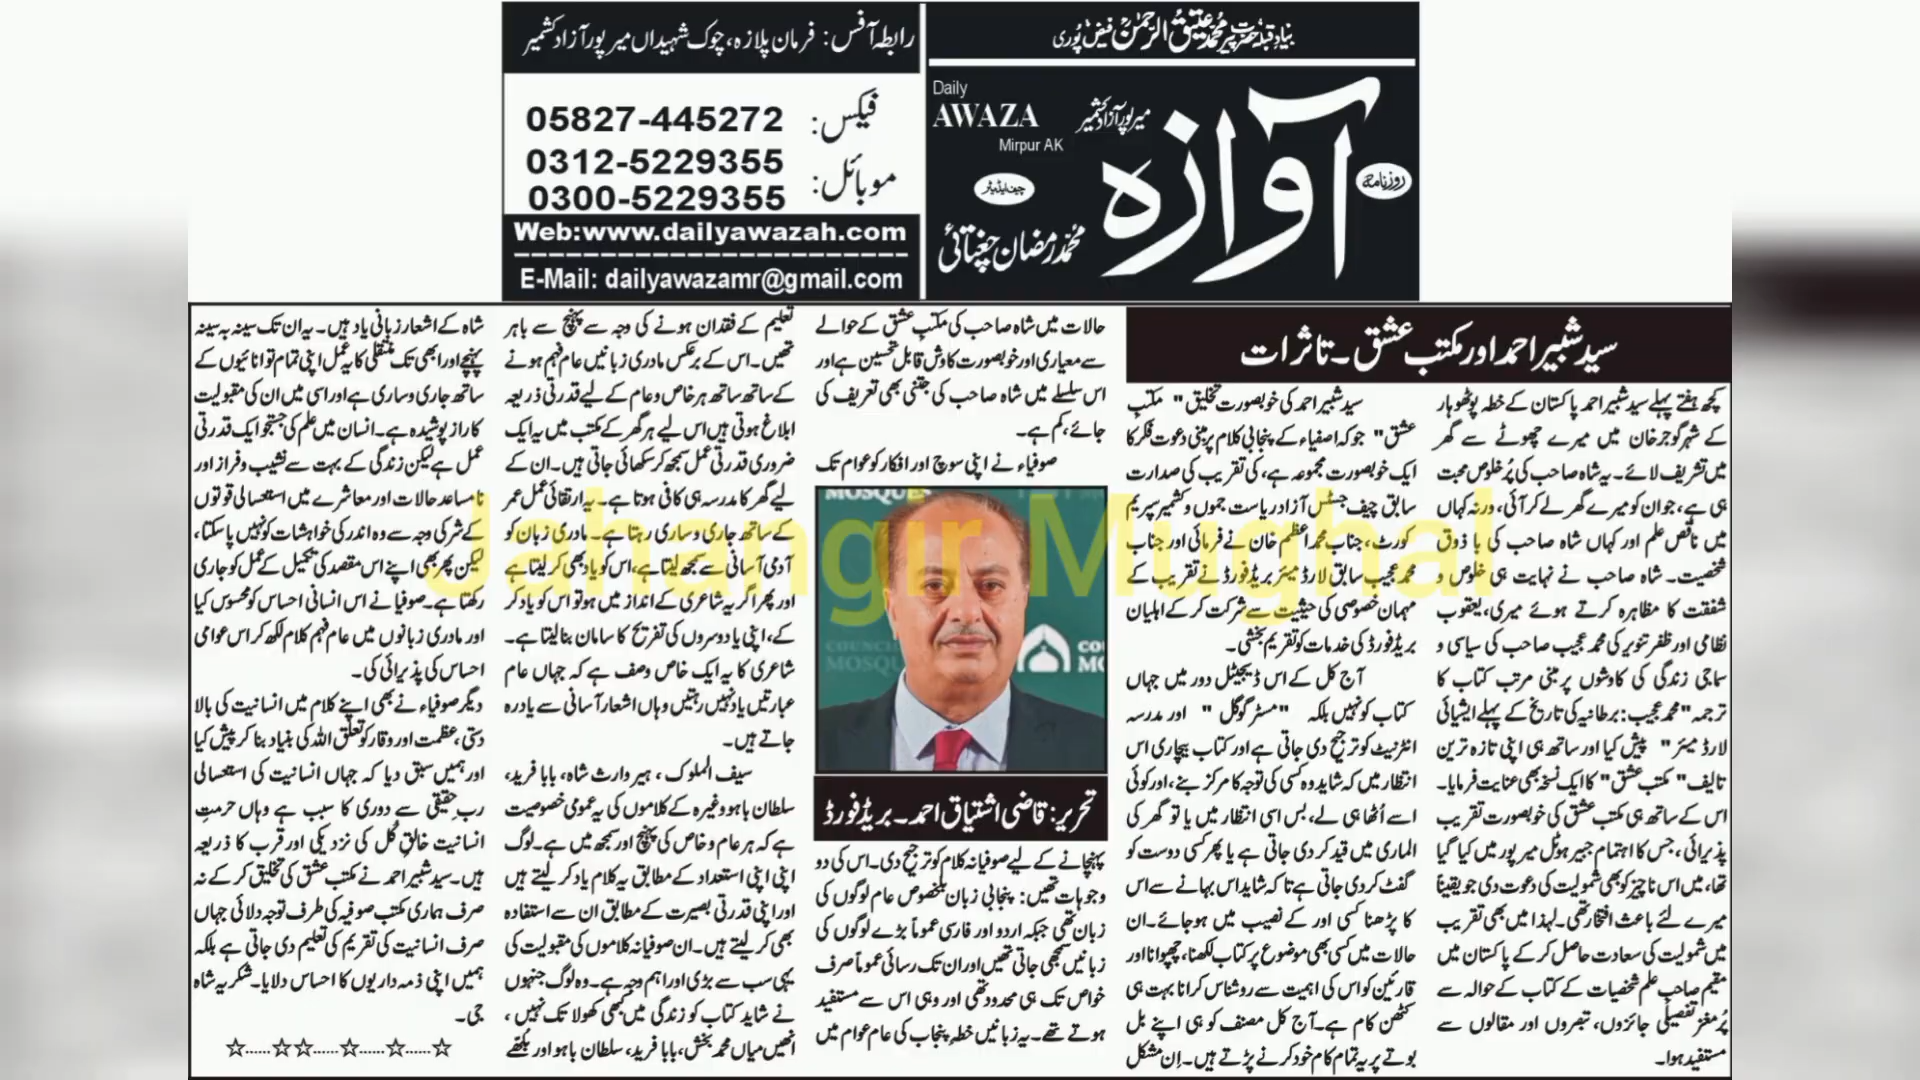 رابطہ آفس: فرمان پلازہ، چوک شہیداں میرپور آزاد کشمیر
فیکس: 05827-445272
موبائل: 0312-5229355
0300-5229355
Web:www.dailyawazah.com
E-Mail: dailyawazamr@gmail.com
بیاد قبلہ حضرت پیر محمد عتیق الرحمٰن فیض پوری
Daily
AWAZA
Mirpur AK
میرپور آزاد کشمیر
روزنامہ
آوازہ
چیف ایڈیٹر
محمد رمضان چغتائی
سید شبیر احمد اور مکتب عشق ۔ تاثرات
کچھ ہفتے پہلے سید شبیر احمد پاکستان کے خطہ پوٹھوہار
کے شہر گوجر خان میں میرے چھوٹے سے گھر
میں تشریف لائے۔ یہ شاہ صاحب کی پُر خلوص محبت
ہی ہے، جو ان کو میرے گھر لے کر آئی، ورنہ کہاں
میں ناقص علم اور کہاں شاہ صاحب کی با ذوق
شخصیت۔ شاہ صاحب نے نہایت ہی خلوص و
شفقت کا مظاہرہ کرتے ہوئے میری، یعقوب
نظامی اور ظفر تنویر کی محمد عجیب صاحب کی سیاسی و
سماجی زندگی کی کاوشوں پر مبنی مرتب کتاب کا
ترجمہ "محمد عجیب: برطانیہ کی تاریخ کے پہلے ایشیائی
لارڈ میئر" پیش کیا اور ساتھ ہی اپنی تازہ ترین
تالیف "مکتب عشق" کا ایک نسخہ بھی عنایت فرمایا۔
اس کے ساتھ ہی مکتب عشق کی خوبصورت تقریب
پذیرائی، جس کا اہتمام جبیر ہوٹل میرپور میں کیا گیا
تھا، میں اس ناچیز کو بھی شمولیت کی دعوت دی جو یقیناً
میرے لئے باعث افتخار تھی۔ لہذا میں بھی تقریب
میں شمولیت کی سعادت حاصل کر کے پاکستان میں
مقیم صاحب علم شخصیات کے کتاب کے حوالہ سے
پُر مغز تفصیلی جائزوں، تبصروں اور مقالوں سے
مستفید ہوا۔
سید شبیر احمد کی خوبصورت تخلیق "مکتبِ
عشق" جو کہ اصفیاء کے پنجابی کلام پر مبنی دعوت فکر کا
ایک خوبصورت مجموعہ ہے، کی تقریب کی صدارت
سابق چیف جسٹس آزاد ریاست جموں و کشمیر سپریم
کورٹ، جناب محمد اعظم خان نے فرمائی اور جناب
محمد عجیب سابق لارڈ میئر بریڈفورڈ نے تقریب کے
مہمان خصوصی کی حیثیت سے شرکت کر کے اہلیان
بریڈفورڈ کی خدمات کو تقریم بخشی۔
آج کل کے اس ڈیجیٹل دور میں جہاں
کتاب کو نہیں بلکہ "مسٹر گوگل" اور مدرسہ
انٹرنیٹ کو ترجیح دی جاتی ہے اور کتاب بیچاری اس
انتظار میں کہ شاید وہ کسی کی توجہ کا مرکز بنے، اور کوئی
اسے اُٹھا ہی لے، بس اسی انتظار میں یا تو گھر کی
الماری میں قید کر دی جاتی ہے یا پھر کسی دوست کو
گفٹ کر دی جاتی ہے تا کہ شاید اس بہانے سے اس
کا پڑھنا کسی اور کے نصیب میں ہو جائے۔ ان
حالات میں کسی بھی موضوع پر کتاب لکھنا، چھپوانا اور
قارئین کو اس کی اہمیت سے روشناس کرانا بہت ہی
کٹھن کام ہے۔ آج کل مصنف کو ہی اپنے بل
بوتے پر یہ تمام کام خود کرنے پڑتے ہیں۔ اِن مشکل
حالات میں شاہ صاحب کی مکتبِ عشق کے حوالے
سے معیاری اور خوبصورت کاوش قابل تحسین ہے اور
اس سلسلے میں شاہ صاحب کی جتنی بھی تعریف کی
جائے، کم ہے۔
صوفیاء نے اپنی سوچ اور افکار کو عوام تک
MOSQUES
COUNCIL
MOSQUE
CO
MO
تحریر: قاضی اشتیاق احمد ۔ بریڈفورڈ
پہنچانے کے لیے صوفیانہ کلام کو ترجیح دی۔ اس کی دو
وجوہات تھیں: پنجابی زبان بلخصوص عام لوگوں کی
زبان تھی جبکہ اردو اور فارسی عموماً بڑے لوگوں کی
زبانیں سمجھی جاتی تھیں اور ان تک رسائی عموماً صرف
خواص تک ہی محدود تھی اور وہی اس سے مستفید
ہوتے تھے۔ یہ زبانیں خطہِ پنجاب کی عام عوام میں
تعلیم کے فقدان ہونے کی وجہ سے پہنچ سے باہر
تھیں۔ اس کے برعکس مادری زبانیں عام فہم ہونے
کے ساتھ ساتھ ہر خاص و عام کے لیے قدرتی ذریعہ
ابلاغ ہوتی ہیں اس لیے ہر گھر کے مکتب میں یہ ایک
ضروری قدرتی عمل سمجھ کر سکھائی جاتی ہیں۔ ان کے
لیے گھر کا مدرسہ ہی کافی ہوتا ہے۔ یہ ارتقائی عمل عمر
کے ساتھ جاری و ساری رہتا ہے۔ مادری زبان کو
آدمی آسانی سے سمجھ لیتا ہے، اس کو یاد بھی کر لیتا ہے
اور پھر اگر یہ شاعری کے انداز میں ہو تو اس کو یاد کر
کے، اپنی یا دوسروں کی تفریح کا سامان بنا لیتا ہے۔
شاعری کا یہ ایک خاص وصف ہے کہ جہاں عام
عبارتیں یاد نہیں رہتیں وہاں اشعار آسانی سے یاد رہ
جاتے ہیں۔
سیف الملوک، ہیر وارث شاہ، بابا فرید،
سلطان باہو وغیرہ کے کلاموں کی یہ عمومی خصوصیت
ہے کہ ہر عام و خاص کی پہنچ اور سمجھ میں ہے۔ لوگ
اپنی اپنی استعداد کے مطابق یہ کلام یاد کر لیتے ہیں
اور اپنی قدرتی بصیرت کے مطابق ان سے استفادہ
بھی کر لیتے ہیں۔ ان صوفیانہ کلاموں کی مقبولیت کی
یہی سب سے بڑی اور اہم وجہ ہے۔ وہ لوگ جنہوں
نے شاید کتاب کو زندگی میں کبھی کھولا تک نہیں،
انھیں میاں محمد بخش، بابا فرید، سلطان باہو اور بلھے
شاہ کے اشعار زبانی یاد ہیں۔ یہ ان تک سینہ بہ سینہ
پہنچے اور ابھی تک منتقلی کا یہ عمل اپنی تمام تو انائیوں کے
ساتھ جاری و ساری ہے اور اسی میں ان کی مقبولیت
کا راز پوشیدہ ہے۔ انسان میں علم کی جستجو ایک قدرتی
عمل ہے لیکن زندگی کے بہت سے نشیب و فراز اور
نا مساعد حالات اور معاشرے میں استعسالی قوتوں
کے شر کی وجہ سے وہ اندر کی خواہشات کو نہیں پا سکتا،
لیکن پھر بھی اپنے اس مقصد کی تکمیل کے عمل کو جاری
رکھتا ہے۔ صوفیا نے اس انسانی احساس کو محسوس کیا
اور مادری زبانوں میں عام فہم کلام لکھ کر اس عوامی
احساس کی پذیرائی کی۔
دیگر صوفیاء نے بھی اپنے کلام میں انسانیت کی بالا
دستی، عظمت اور وقار کو تعلق اللہ کی بنیاد بنا کر پیش کیا
اور ہمیں سبق دیا کہ جہاں انسانیت کی استعسالی
ربِ حقیقی سے دوری کا سبب ہے وہاں حرمتِ
انسانیت خالقِ کُل کی نزدیکی اور قرب کا ذریعہ
ہیں۔ سید شبیر احمد نے مکتب عشق کی تخلیق کر کے نہ
صرف ہماری مکتب صوفیہ کی طرف توجہ دلائی جہاں
صرف انسانیت کی تقریم کی تعلیم دی جاتی ہے بلکہ
ہمیں اپنی ذمہ داریوں کا احساس دلایا۔ شکریہ شاہ
جی۔
☆......☆☆......☆......☆......☆
Jahangir Mughal